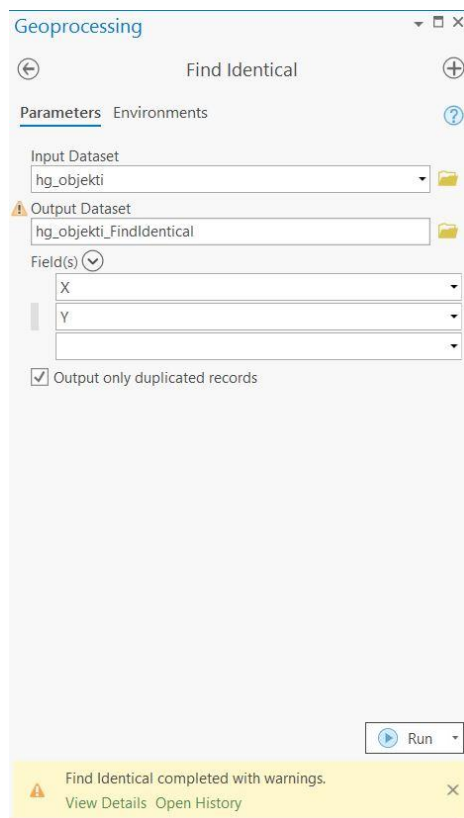 Geoprocessing
Find Identical
Parameters Environments
Input Dataset
hg_objekti
Output Dataset
hg_objekti_FindIdentical
Field(s)
X
Y
Output only duplicated records
Run
Find Identical completed with warnings.
View Details Open History